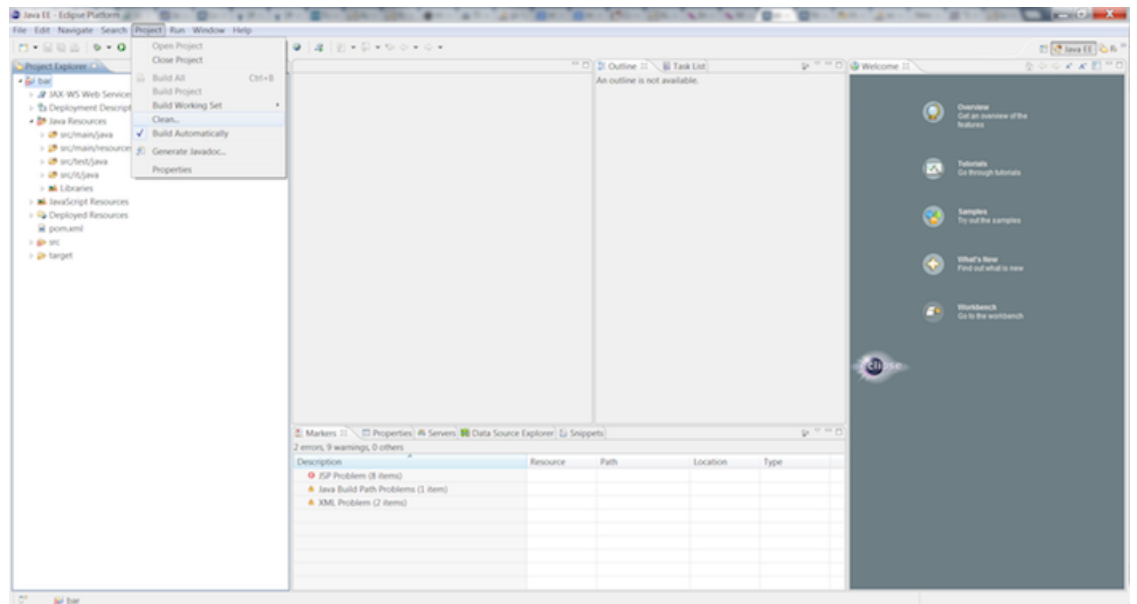 Java EE - Eclipse Platform
File Edit Navigate Search Project Run Window Help
Open Project
Close Project
Build All Ctrl+B
Build Project
Build Working Set
Clean...
Build Automatically
Generate Javadoc...
Properties
Java EE
Project Explorer
bar
JAX-WS Web Service
Deployment Descript
Java Resources
src/main/java
src/main/resources
src/test/java
src/it/java
Libraries
JavaScript Resources
Deployed Resources
pom.xml
src
target
Outline Task List
An outline is not available.
Welcome
Overview
Get an overview of the
features
Tutorials
Go through tutorials
Samples
Try out the samples
What's New
Find out what is new
Workbench
Go to the workbench
eclipse
Markers Properties Servers Data Source Explorer Snippets
2 errors, 9 warnings, 0 others
Description Resource Path Location Type
JSP Problem (8 items)
Java Build Path Problems (1 item)
XML Problem (2 items)
bar